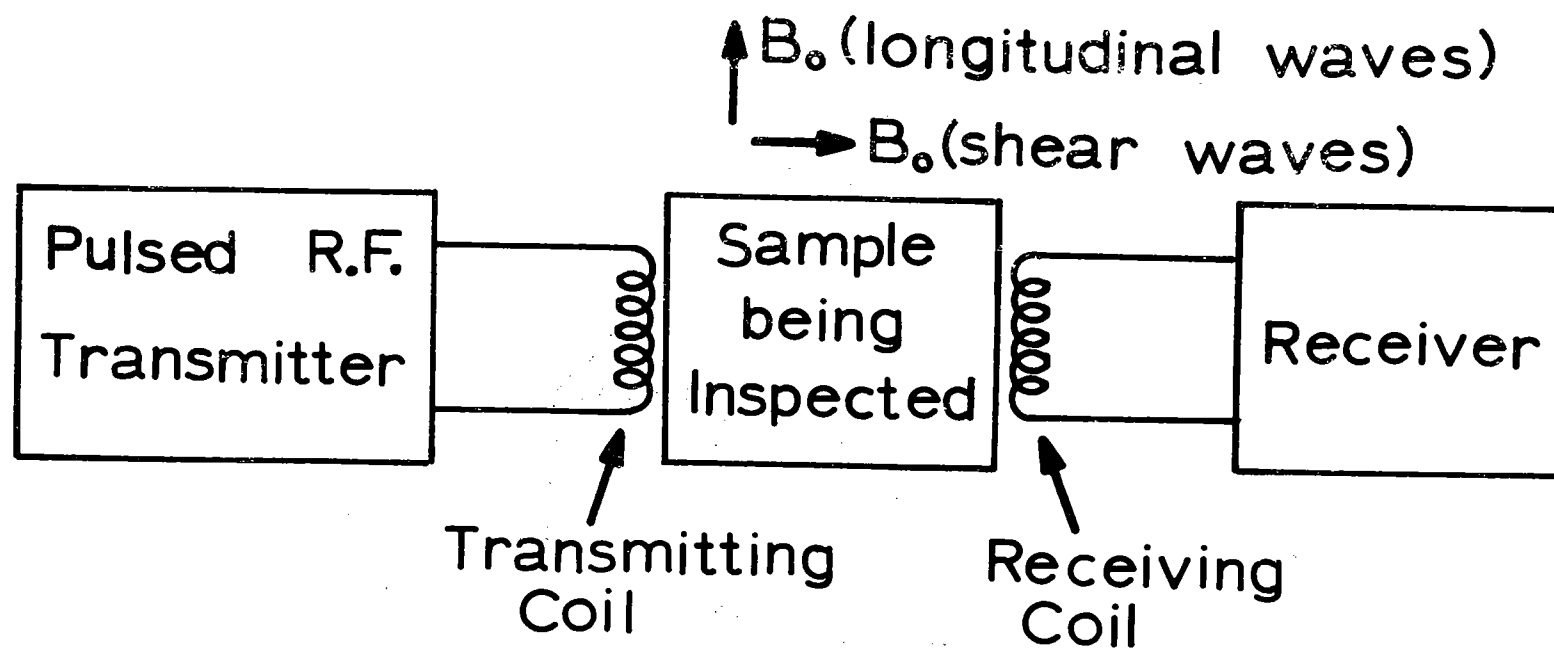 B₀ (longitudinal waves)
B₀ (shear waves)
Pulsed R.F.
Transmitter
Sample
being
Inspected
Receiver
Transmitting
Coil
Receiving
Coil